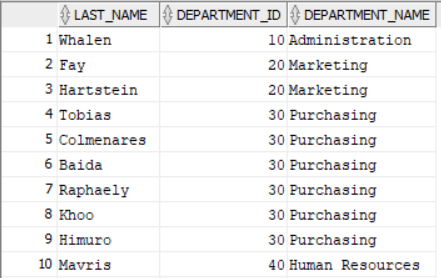 LAST_NAME DEPARTMENT_ID DEPARTMENT_NAME
1 Whalen 10 Administration
2 Fay 20 Marketing
3 Hartstein 20 Marketing
4 Tobias 30 Purchasing
5 Colmenares 30 Purchasing
6 Baida 30 Purchasing
7 Raphaely 30 Purchasing
8 Khoo 30 Purchasing
9 Himuro 30 Purchasing
10 Mavris 40 Human Resources